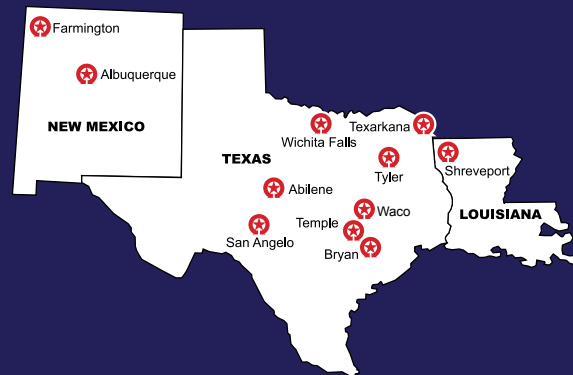 Farmington
Albuquerque
NEW MEXICO
Texarkana
Wichita Falls
TEXAS
Tyler
Shreveport
Abilene
Waco
LOUISIANA
Temple
San Angelo
Bryan